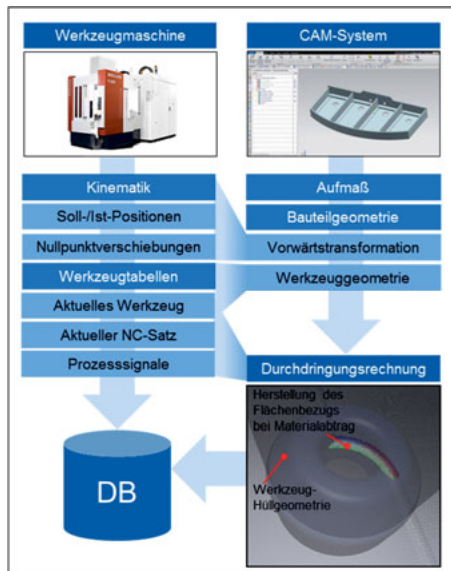 Werkzeugmaschine
CAM-System
Kinematik
Soll-/Ist-Positionen
Nullpunktverschiebungen
Werkzeugtabellen
Aktuelles Werkzeug
Aktueller NC-Satz
Prozesssignale
Aufmaß
Bauteilgeometrie
Vorwärtstransformation
Werkzeuggeometrie
Durchdringungsrechnung
Herstellung des
Flächenbezugs
bei Materialabtrag
Werkzeug-
Hüllgeometrie
DB